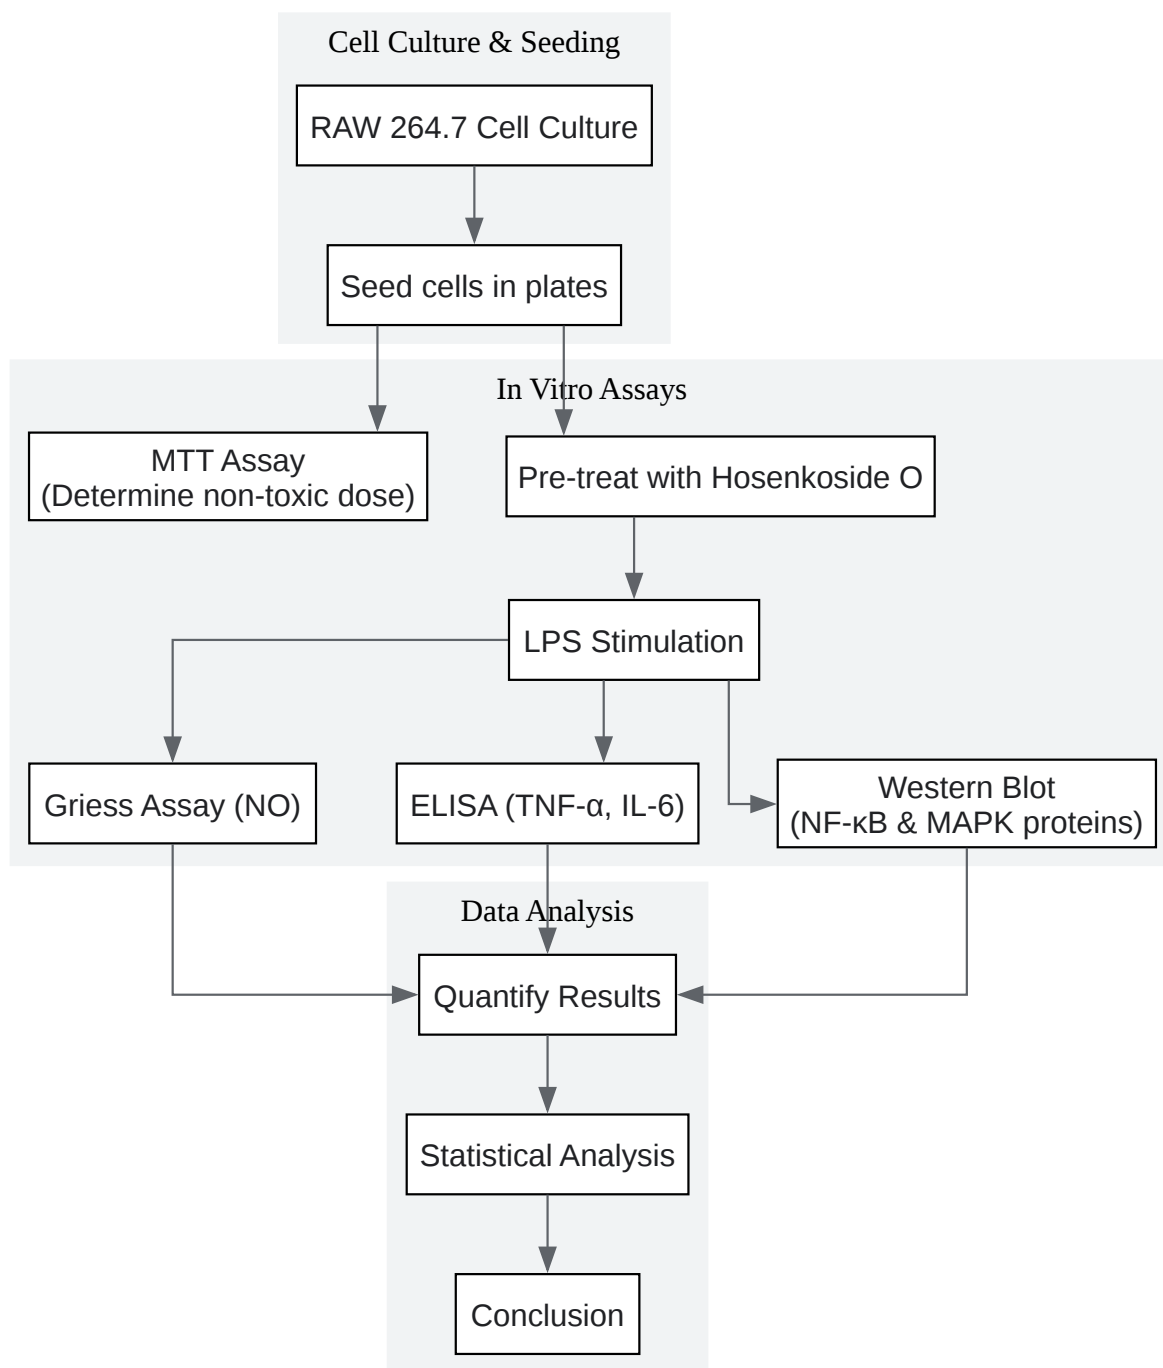 Cell Culture & Seeding
RAW 264.7 Cell Culture
Seed cells in plates
In Vitro Assays
MTT Assay
(Determine non-toxic dose)
Pre-treat with Hosenkoside O
LPS Stimulation
Griess Assay (NO)
ELISA (TNF-α, IL-6)
Western Blot
(NF-κB & MAPK proteins)
Data Analysis
Quantify Results
Statistical Analysis
Conclusion